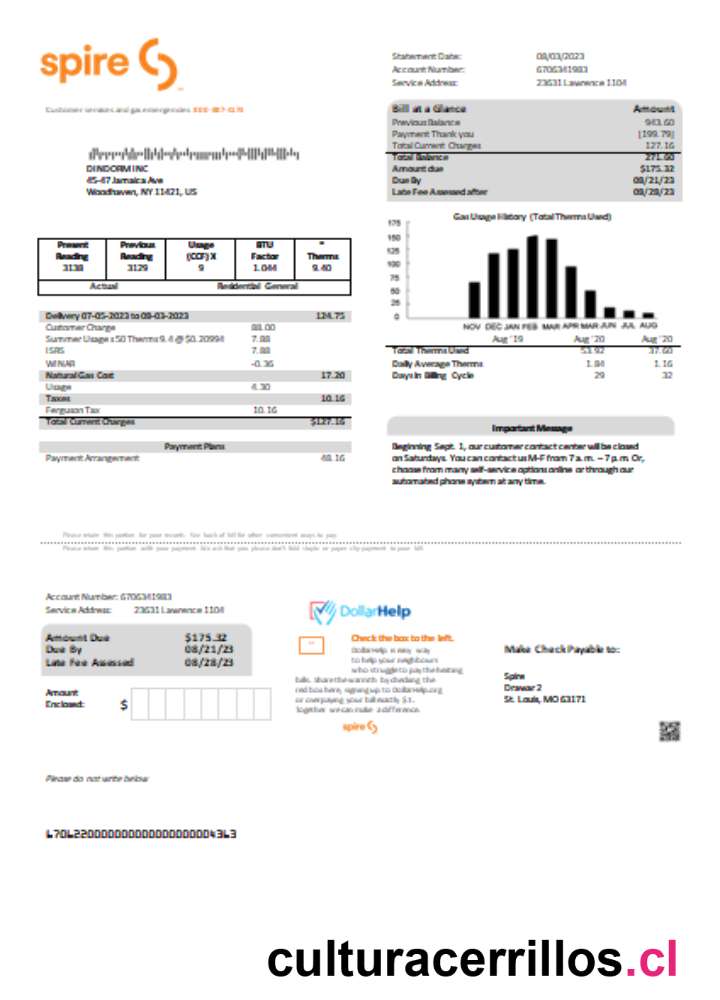 spire
Customer services and gas emergencies
Statement Date: 08/03/2023
Account Number: 6706341983
Service Address: 23631 Lawrence 1104
Bill at a Glance Amount
Previous Balance 943.60
Payment Thank you [199.79]
Total Current Charges 127.16
Total Balance 271.60
Amount due $175.32
Due By 08/21/23
Late Fee Assessed after 08/28/23
DINDORM INC
45-47 Jamaica Ave
Woodhaven, NY 11421, US
Gas Usage History (Total Therms Used)
175
150
125
100
75
50
25
0
NOV DEC JAN FEB MAR APR MAR JUN JUL AUG
Aug '19 Aug '20 Aug '20
Total Therms Used 53.92 37.60
Daily Average Therms 1.84 1.16
Days in Billing Cycle 29 32
Present Reading Previous Reading Usage (CCF) X BTU Factor = Therms
3138 3129 9 1.044 9.40
Actual Residential General
Delivery 07-05-2023 to 08-03-2023 124.75
Customer Charge 88.00
Summer Usage x 50 Therms 9.4 @ $0.20994 7.88
ISRS 7.88
WINAR -0.36
Natural Gas Cost 17.20
Usage 4.30
Taxes 10.16
Ferguson Tax 10.16
Total Current Charges $127.16
Payment Plans
Payment Arrangement 48.16
Important Message
Beginning Sept. 1, our customer contact center will be closed
on Saturdays. You can contact us M-F from 7 a.m. – 7 p.m. Or,
choose from many self-service options online or through our
automated phone system at any time.
Please retain this portion for your records. See back of bill for other convenient ways to pay.
Please return this portion with your payment
Account Number: 6706341983
Service Address: 23631 Lawrence 1104
Amount Due $175.32
Due By 08/21/23
Late Fee Assessed 08/28/23
Amount
Enclosed: $
DollarHelp
Check the box to the left.
DollarHelp is easy way
to help your neighbours
who struggle to pay the heating
bills. Share the warmth by checking the
red box here, signing up to DollarHelp.org
or overpaying your bill exactly $1.
Together we can make a difference.
spire
Make Check Payable to:
Spire
Drawer 2
St. Louis, MO 63171
Please do not write below
culturacerrillos.cl